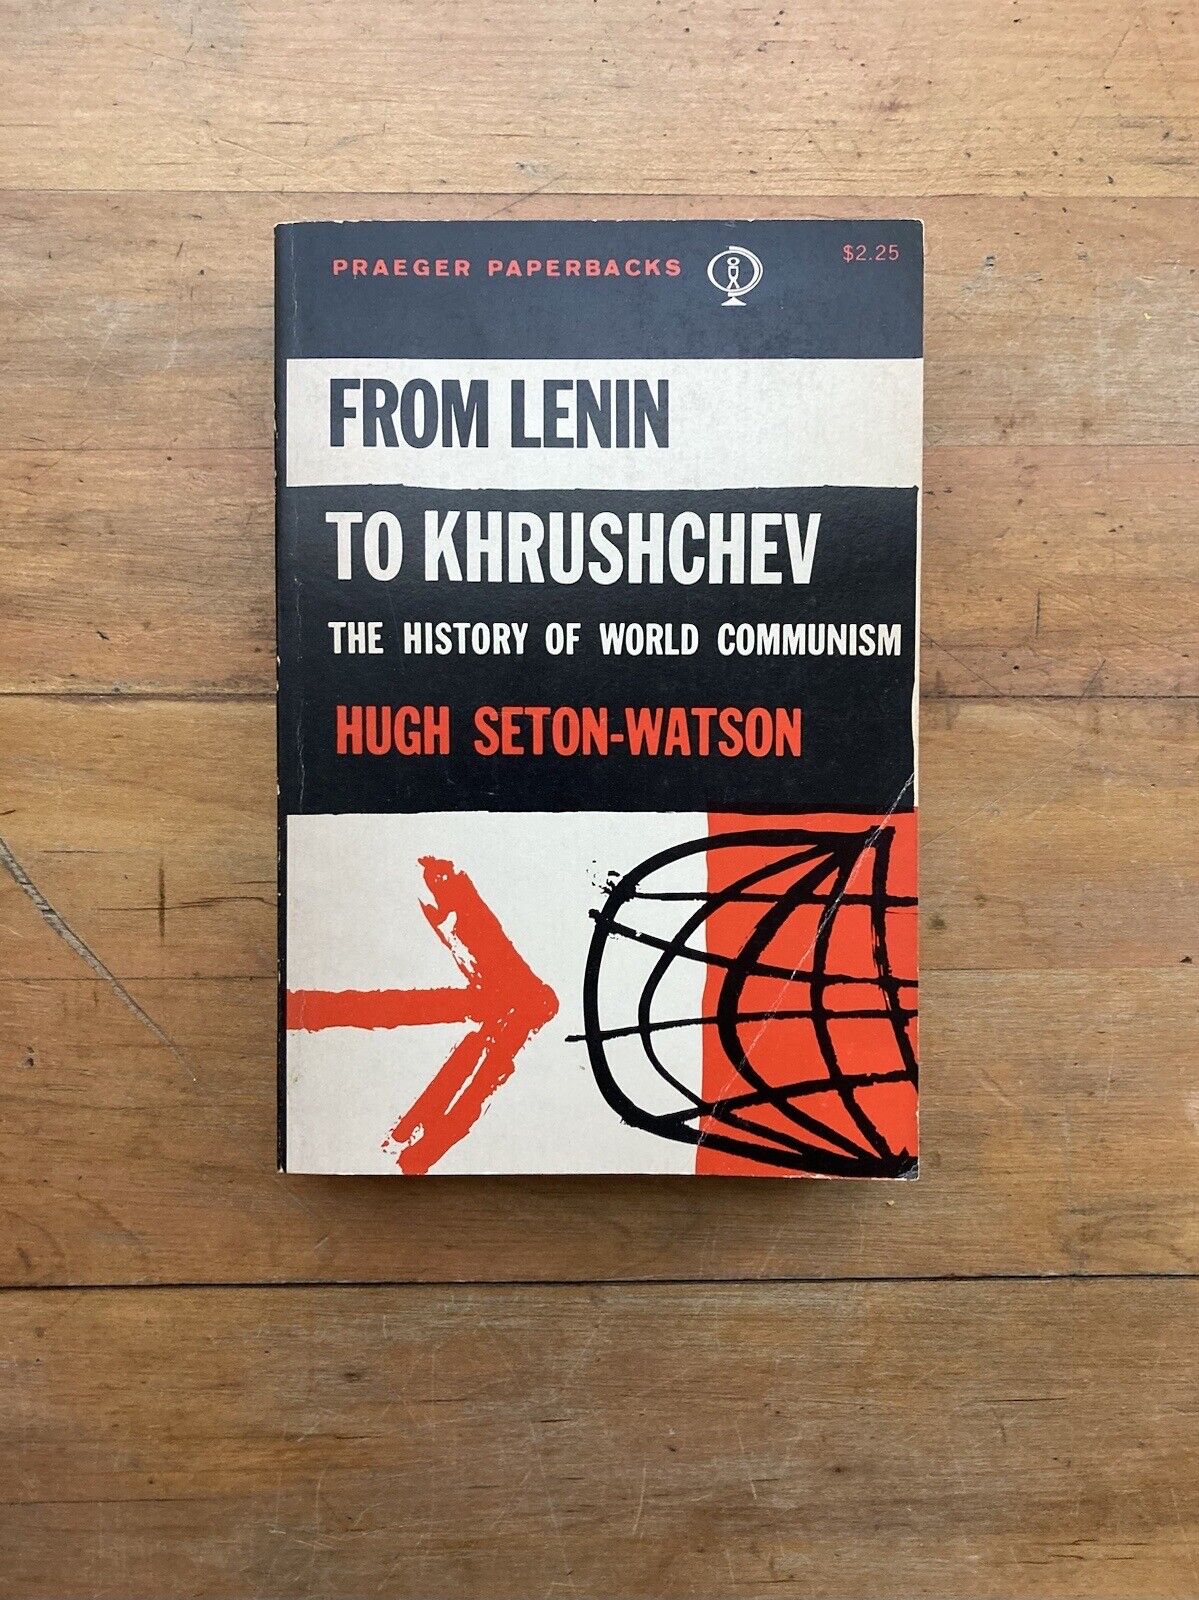 PRAEGER PAPERBACKS
$2.25
FROM LENIN
TO KHRUSHCHEV
THE HISTORY OF WORLD COMMUNISM
HUGH SETON-WATSON